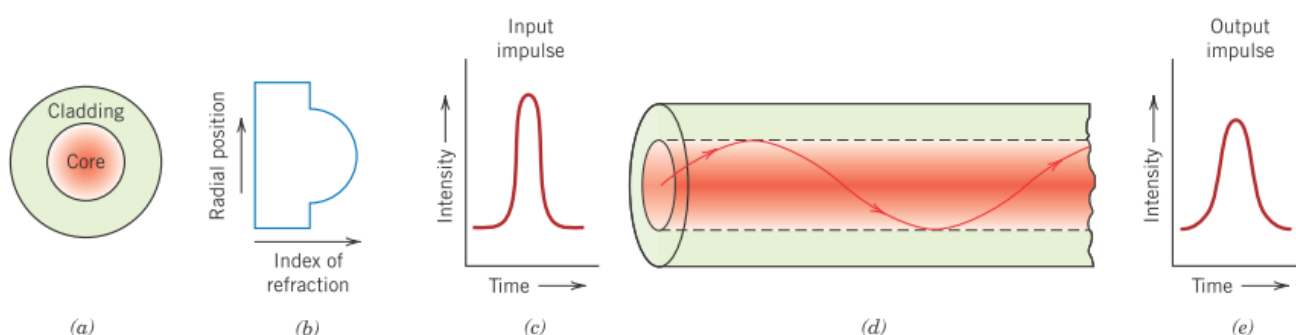 Cladding
Core
(a)
Radial position
Index of
refraction
(b)
Input
impulse
Intensity
Time
(c)
(d)
Output
impulse
Intensity
Time
(e)